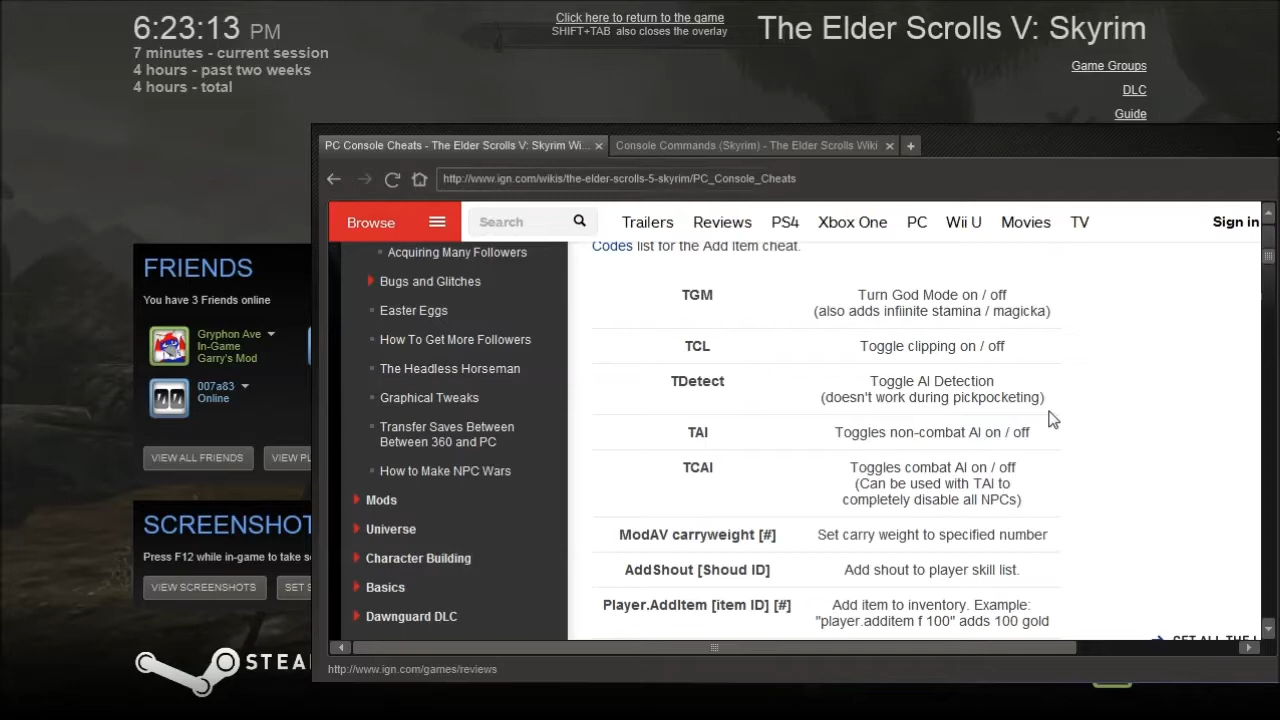 6:23:13 PM
7 minutes - current session
4 hours - past two weeks
4 hours - total
Click here to return to the game
SHIFT+TAB also closes the overlay
The Elder Scrolls V: Skyrim
Game Groups
DLC
Guide
PC Console Cheats - The Elder Scrolls V: Skyrim Wi...
Console Commands (Skyrim) - The Elder Scrolls Wiki
http://www.ign.com/wikis/the-elder-scrolls-5-skyrim/PC_Console_Cheats
Browse
Search
Trailers Reviews PS4 Xbox One PC Wii U Movies TV
Sign in
FRIENDS
You have 3 Friends online
Gryphon Ave
In-Game
Garry's Mod
007a83
Online
VIEW ALL FRIENDS
VIEW PL
SCREENSHOT
Press F12 while in-game to take s
VIEW SCREENSHOTS
SET S
STEA
Acquiring Many Followers
Bugs and Glitches
Easter Eggs
How To Get More Followers
The Headless Horseman
Graphical Tweaks
Transfer Saves Between
Between 360 and PC
How to Make NPC Wars
Mods
Universe
Character Building
Basics
Dawnguard DLC
Codes list for the Add Item cheat.
TGM
Turn God Mode on / off
(also adds infiinite stamina / magicka)
TCL
Toggle clipping on / off
TDetect
Toggle AI Detection
(doesn't work during pickpocketing)
TAI
Toggles non-combat AI on / off
TCAI
Toggles combat AI on / off
(Can be used with TAI to
completely disable all NPCs)
ModAV carryweight [#]
Set carry weight to specified number
AddShout [Shoud ID]
Add shout to player skill list.
Player.AddItem [item ID] [#]
Add item to inventory. Example:
"player.additem f 100" adds 100 gold
http://www.ign.com/games/reviews